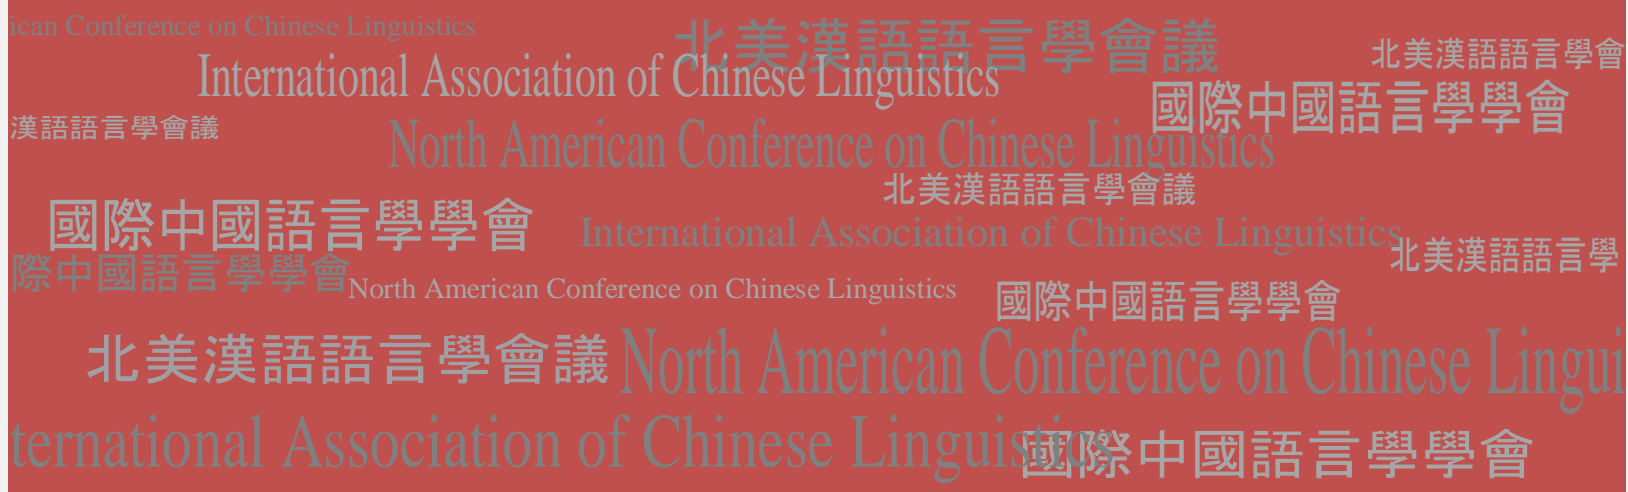 ican Conference on Chinese Linguistics
北美漢語語言學會議
北美漢語語言學會
International Association of Chinese Linguistics
國際中國語言學學會
漢語語言學會議
North American Conference on Chinese Linguistics
北美漢語語言學會議
國際中國語言學學會
International Association of Chinese Linguistics
北美漢語語言學
際中國語言學學會
North American Conference on Chinese Linguistics
國際中國語言學學會
北美漢語語言學會議
North American Conference on Chinese Lingui
ternational Association of Chinese Linguistics
國際中國語言學學會